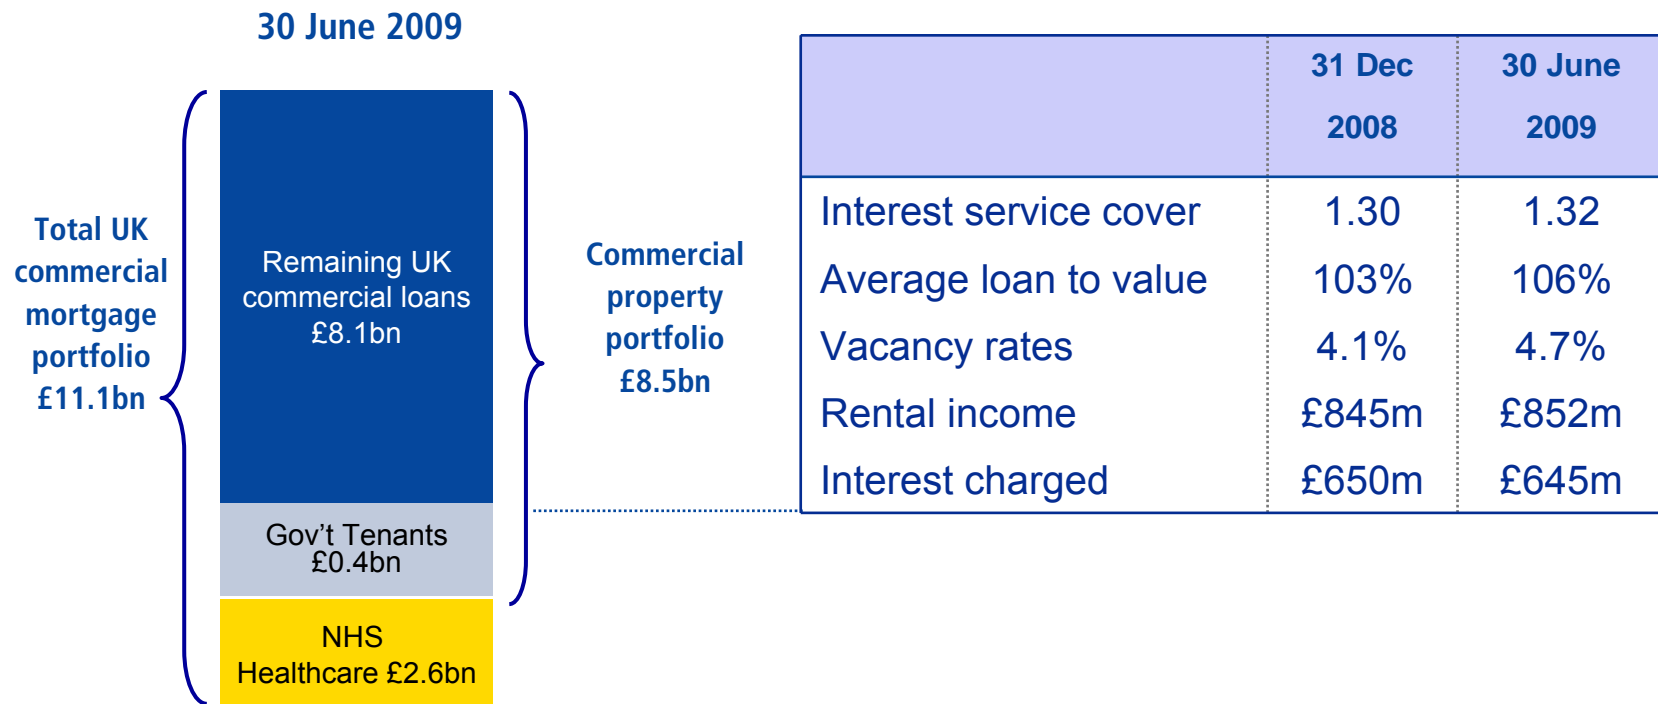 30 June 2009
Total UK
commercial
mortgage
portfolio
£11.1bn
Remaining UK
commercial loans
£8.1bn
Gov’t Tenants
£0.4bn
NHS
Healthcare £2.6bn
Commercial
property
portfolio
£8.5bn
31 Dec 2008 30 June 2009
Interest service cover 1.30 1.32
Average loan to value 103% 106%
Vacancy rates 4.1% 4.7%
Rental income £845m £852m
Interest charged £650m £645m